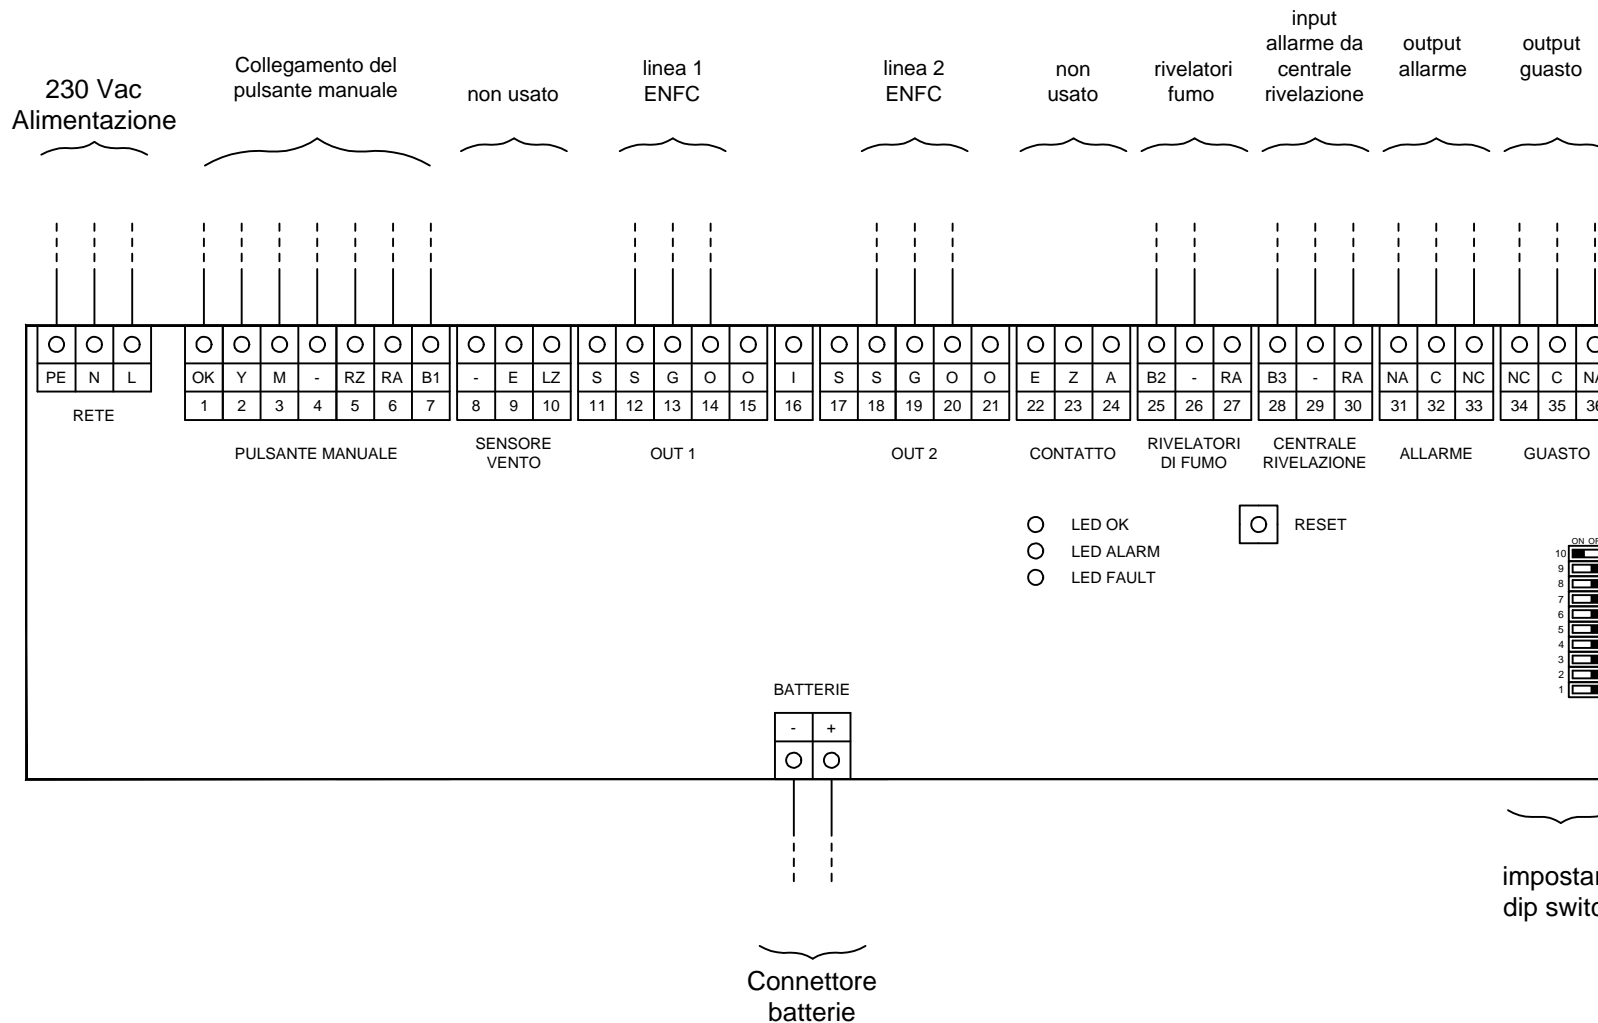 230 Vac
Alimentazione
Collegamento del
pulsante manuale
non usato
linea 1
ENFC
linea 2
ENFC
non
usato
rivelatori
fumo
input
allarme da
centrale
rivelazione
output
allarme
output
guasto
PE N L
RETE
OK Y M - RZ RA B1
1 2 3 4 5 6 7
PULSANTE MANUALE
- E LZ
8 9 10
SENSORE
VENTO
S S G O O
11 12 13 14 15
OUT 1
I
16
S S G O O
17 18 19 20 21
OUT 2
E Z A
22 23 24
CONTATTO
B2 - RA
25 26 27
RIVELATORI
DI FUMO
B3 - RA
28 29 30
CENTRALE
RIVELAZIONE
NA C NC
31 32 33
ALLARME
NC C NA
34 35 36
GUASTO
LED OK
LED ALARM
LED FAULT
RESET
ON
10
9
8
7
6
5
4
3
2
1
BATTERIE
- +
Connettore
batterie
dip